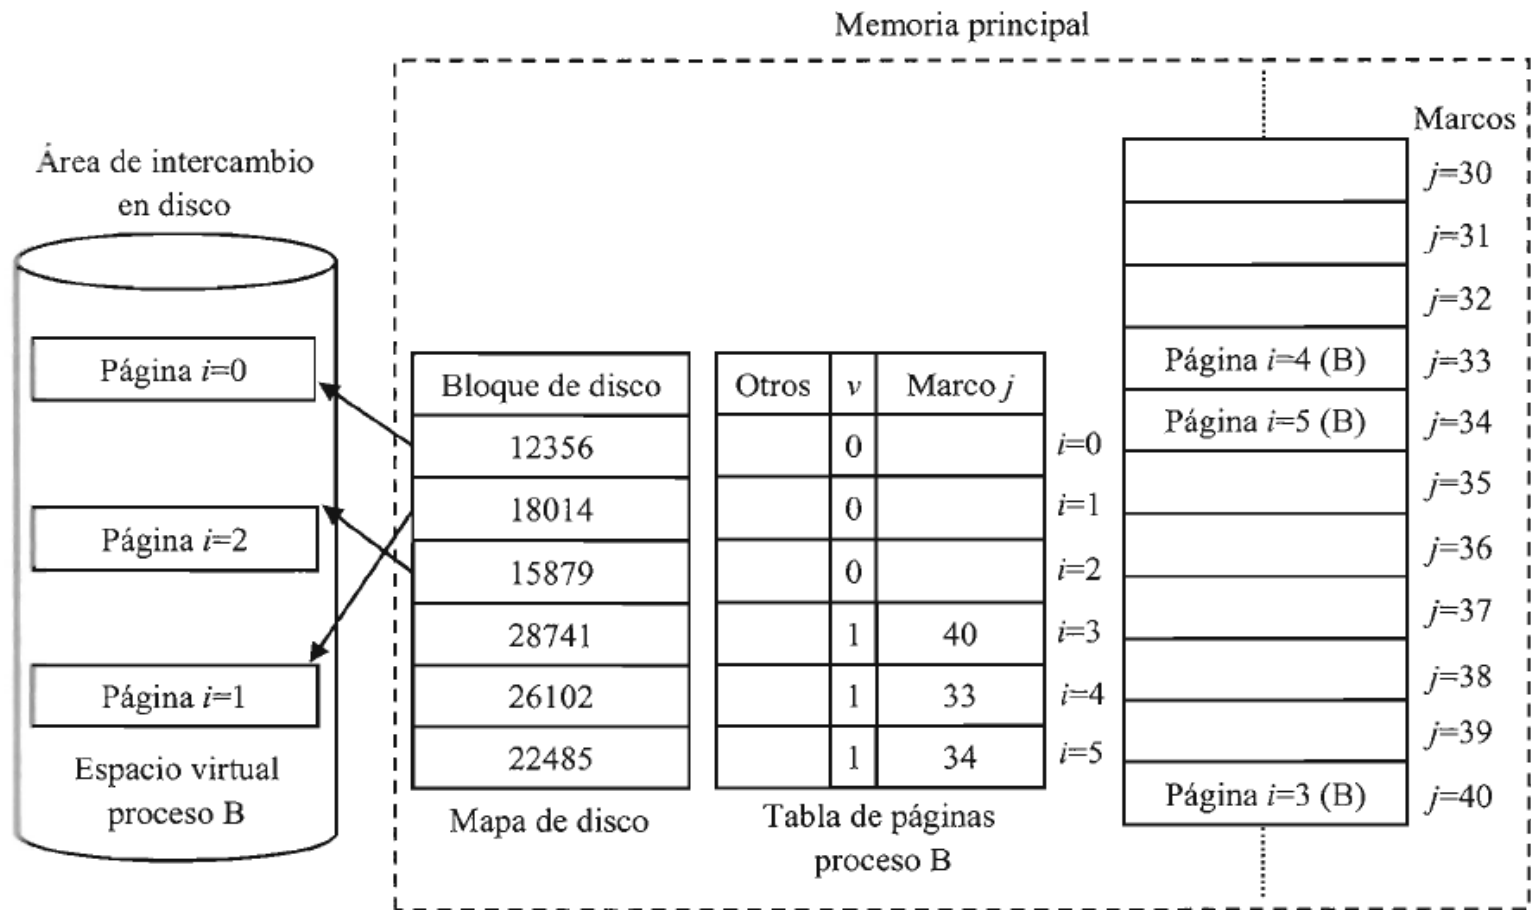 Memoria principal
Área de intercambio
en disco
Página i=0
Página i=2
Página i=1
Espacio virtual
proceso B
Bloque de disco
12356
18014
15879
28741
26102
22485
Mapa de disco
Otros v Marco j
0 i=0
0 i=1
0 i=2
1 40 i=3
1 33 i=4
1 34 i=5
Tabla de páginas
proceso B
Marcos
j=30
j=31
j=32
Página i=4 (B) j=33
Página i=5 (B) j=34
j=35
j=36
j=37
j=38
j=39
Página i=3 (B) j=40